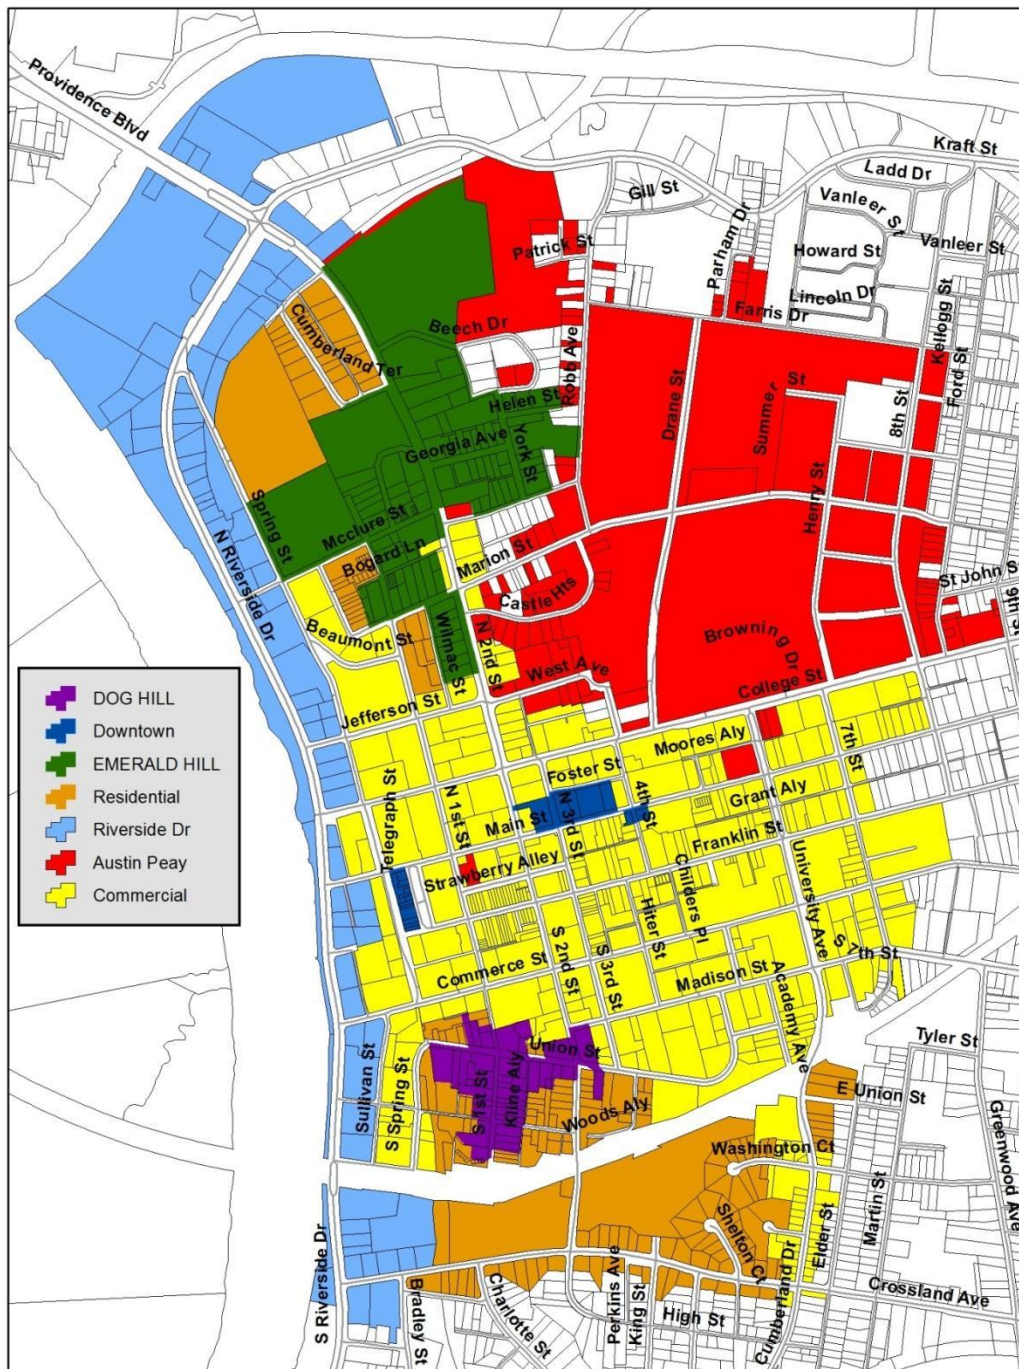 Providence Blvd
Kraft St
Ladd Dr
Gill St
Vanleer St
Parham Dr
Patrick St
Howard St
Vanleer St
Lincoln Dr
Farris Dr
Kellogg St
Ford St
Cumberland Ter
Beech Dr
Robb Ave
Drane St
Summer St
8th St
Helen St
Georgia Ave
York St
Henry St
Spring St
Mcclure St
N Riverside Dr
Bogard Ln
Marion St
Castle Hts
St John St
9th St
Beaumont St
Wilmac St
N 2nd St
West Ave
Browning Dr
College St
Jefferson St
Moores Aly
7th St
Foster St
Telegraph St
N 1st St
Main St
N 3rd St
4th St
Grant Aly
Franklin St
Strawberry Alley
Childers Pl
University Ave
Hiter St
S 7th St
Commerce St
S 2nd St
S 3rd St
Madison St
Academy Ave
Tyler St
Sullivan St
S Spring St
Union St
S 1st St
Kline Aly
Woods Aly
E Union St
Greenwood Ave
Washington Ct
Martin St
Elder St
Shelton Ct
S Riverside Dr
Bradley St
Charlotte St
Perkins Ave
King St
High St
Cumberland Dr
Crossland Ave
DOG HILL
Downtown
EMERALD HILL
Residential
Riverside Dr
Austin Peay
Commercial